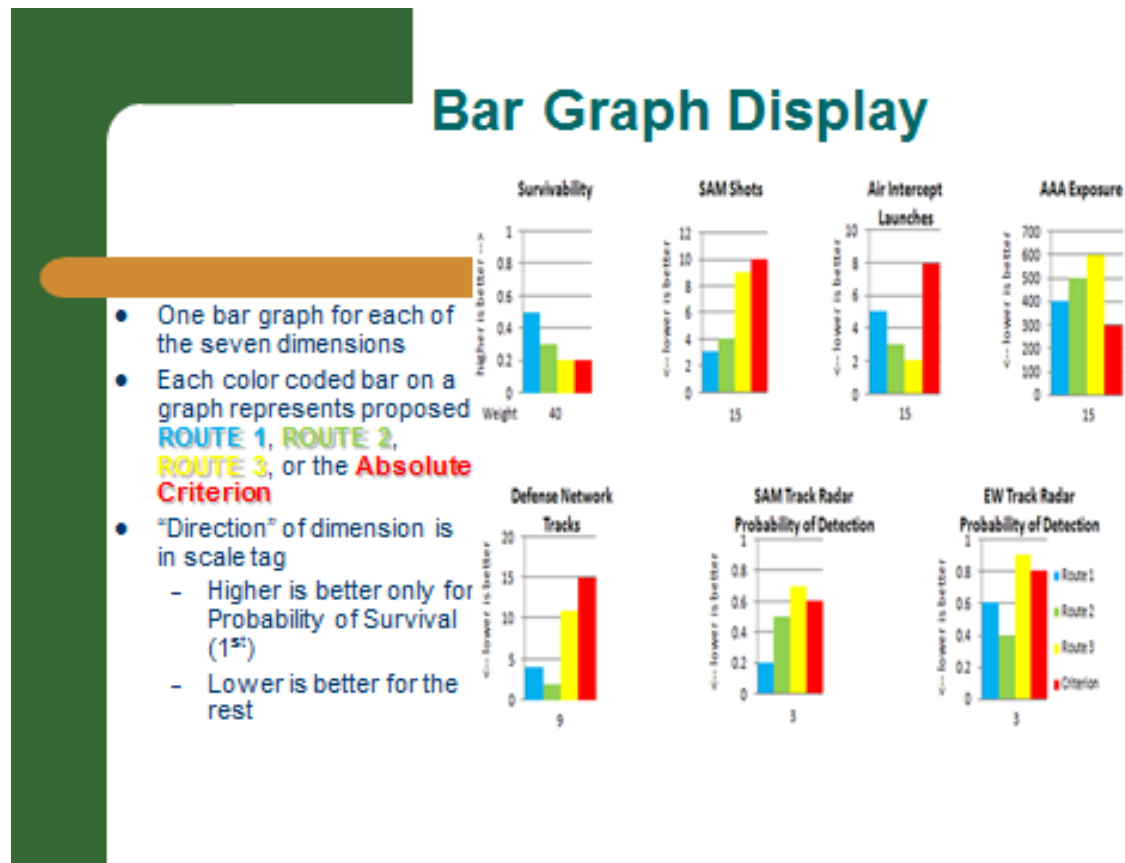 Bar Graph Display
One bar graph for each of
the seven dimensions
Each color coded bar on a
graph represents proposed
ROUTE 1, ROUTE 2,
ROUTE 3, or the Absolute
Criterion
“Direction” of dimension is
in scale tag
– Higher is better only for
Probability of Survival
(1st)
– Lower is better for the
rest
Survivability
higher is better -->
1
0.8
0.6
0.4
0.2
0
Weight 40
SAM Shots
<-- lower is better
12
10
8
6
4
2
0
15
Air Intercept
Launches
<-- lower is better
10
8
6
4
2
0
15
AAA Exposure
<-- lower is better
700
600
500
400
300
200
100
0
15
Defense Network
Tracks
<-- lower is better
20
15
10
5
0
9
SAM Track Radar
Probability of Detection
<-- lower is better
1
0.8
0.6
0.4
0.2
0
3
EW Track Radar
Probability of Detection
<-- lower is better
1
0.8
0.6
0.4
0.2
0
3
Route 1
Route 2
Route 3
Criterion